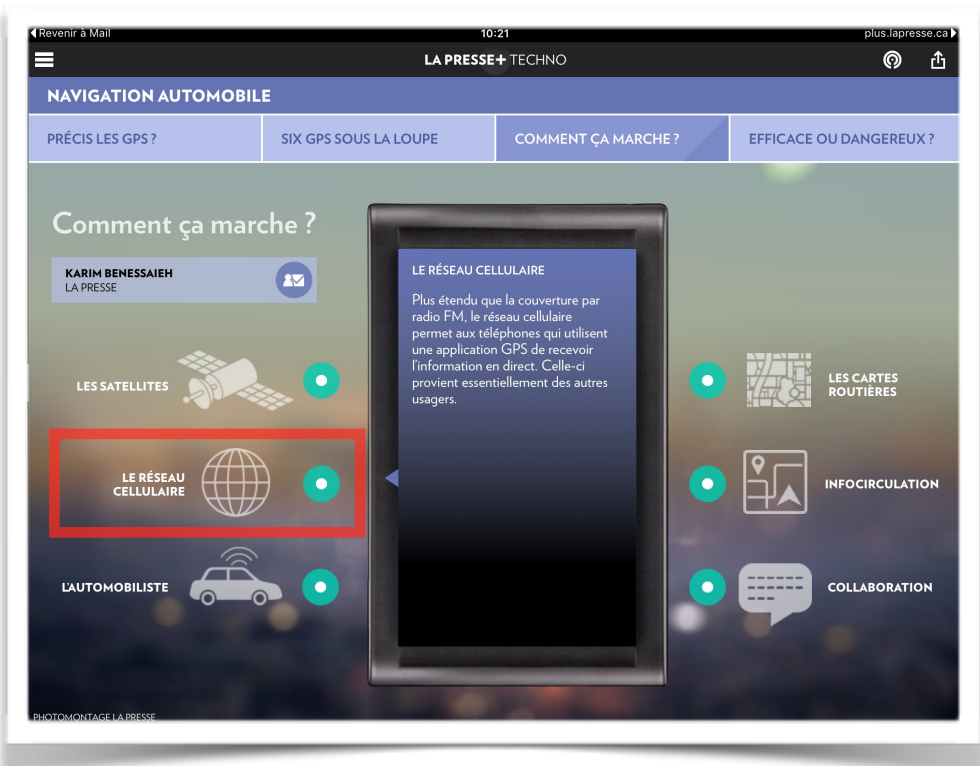 Revenir à Mail
10:21
plus.lapresse.ca
LA PRESSE+ TECHNO
NAVIGATION AUTOMOBILE
PRÉCIS LES GPS ?
SIX GPS SOUS LA LOUPE
COMMENT ÇA MARCHE ?
EFFICACE OU DANGEREUX ?
Comment ça marche ?
KARIM BENESSAIEH
LA PRESSE
LES SATELLITES
LE RÉSEAU
CELLULAIRE
L'AUTOMOBILISTE
LE RÉSEAU CELLULAIRE
Plus étendu que la couverture par
radio FM, le réseau cellulaire
permet aux téléphones qui utilisent
une application GPS de recevoir
l'information en direct. Celle-ci
provient essentiellement des autres
usagers.
LES CARTES
ROUTIÈRES
INFOCIRCULATION
COLLABORATION
PHOTOMONTAGE LA PRESSE